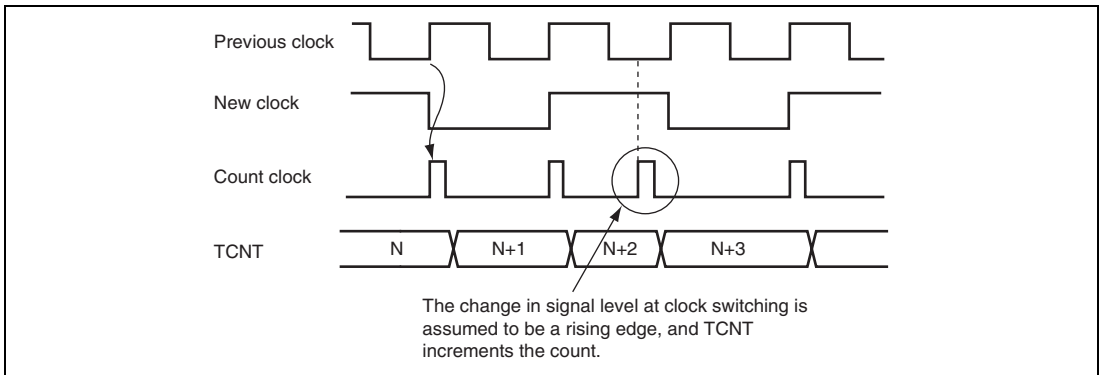 Previous clock
New clock
Count clock
TCNT N N+1 N+2 N+3
The change in signal level at clock switching is
assumed to be a rising edge, and TCNT
increments the count.